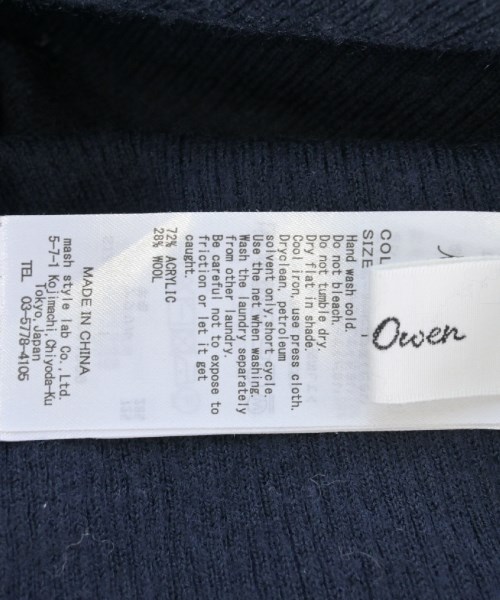 COL
SIZE
Hand wash cold.
Do not bleach.
Do not tumble dry.
Dry flat in shade.
Cool iron, use press cloth.
Dryclean, petroleum
solvent only, short cycle.
Use the net when washing.
Wash the laundry separately
from other laundry.
Be careful not to expose to
friction or let it get
caught.
72% ACRYLIC
28% WOOL
MADE IN CHINA
mash style lab Co.,Ltd.
5-7-1 Kojimachi, Chiyoda-Ku
Tokyo, Japan
TEL 03-5778-4105
Owen